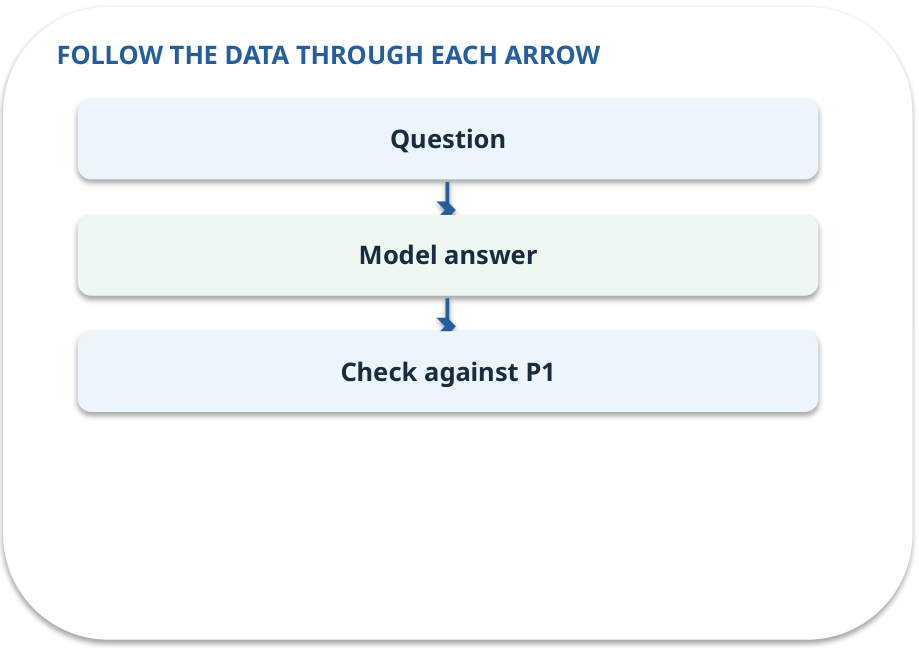 FOLLOW THE DATA THROUGH EACH ARROW
Question
Model answer
Check against P1